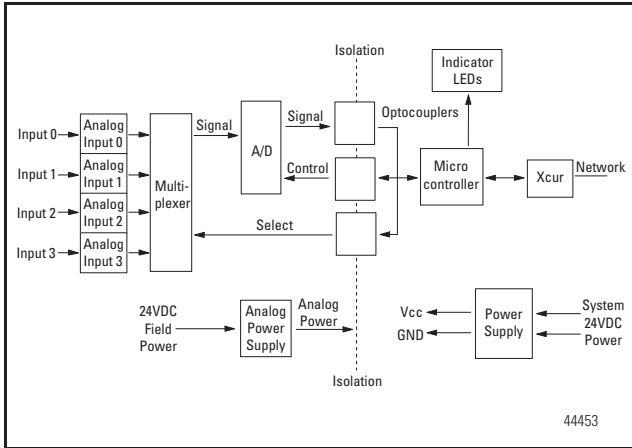 Isolation
Indicator
LEDs
Input 0
Analog
Input 0
Signal
Signal
Optocouplers
Input 1
Analog
Input 1
Multi-
plexer
A/D
Control
Micro
controller
Xcur
Network
Input 2
Analog
Input 2
Select
Input 3
Analog
Input 3
24VDC
Field
Power
Analog
Power
Supply
Analog
Power
Vcc
GND
Power
Supply
System
24VDC
Power
Isolation
44453